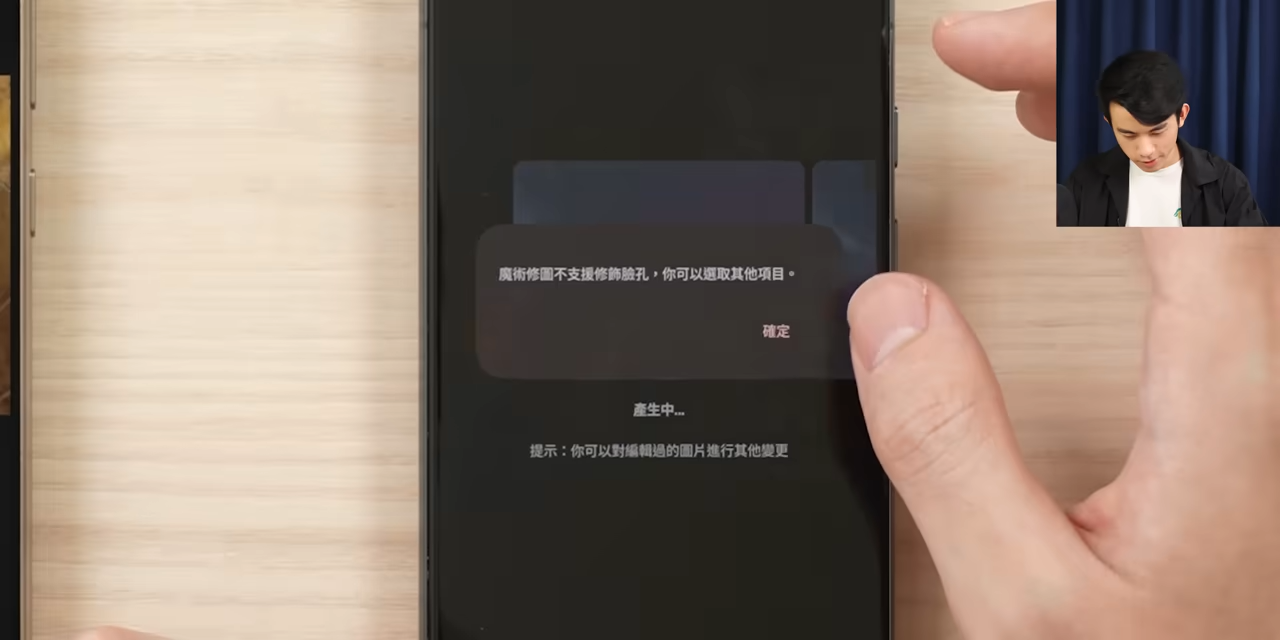 魔術修圖不支援修飾臉孔，你可以選取其他項目。
確定
產生中...
提示：你可以對編輯過的圖片進行其他變更